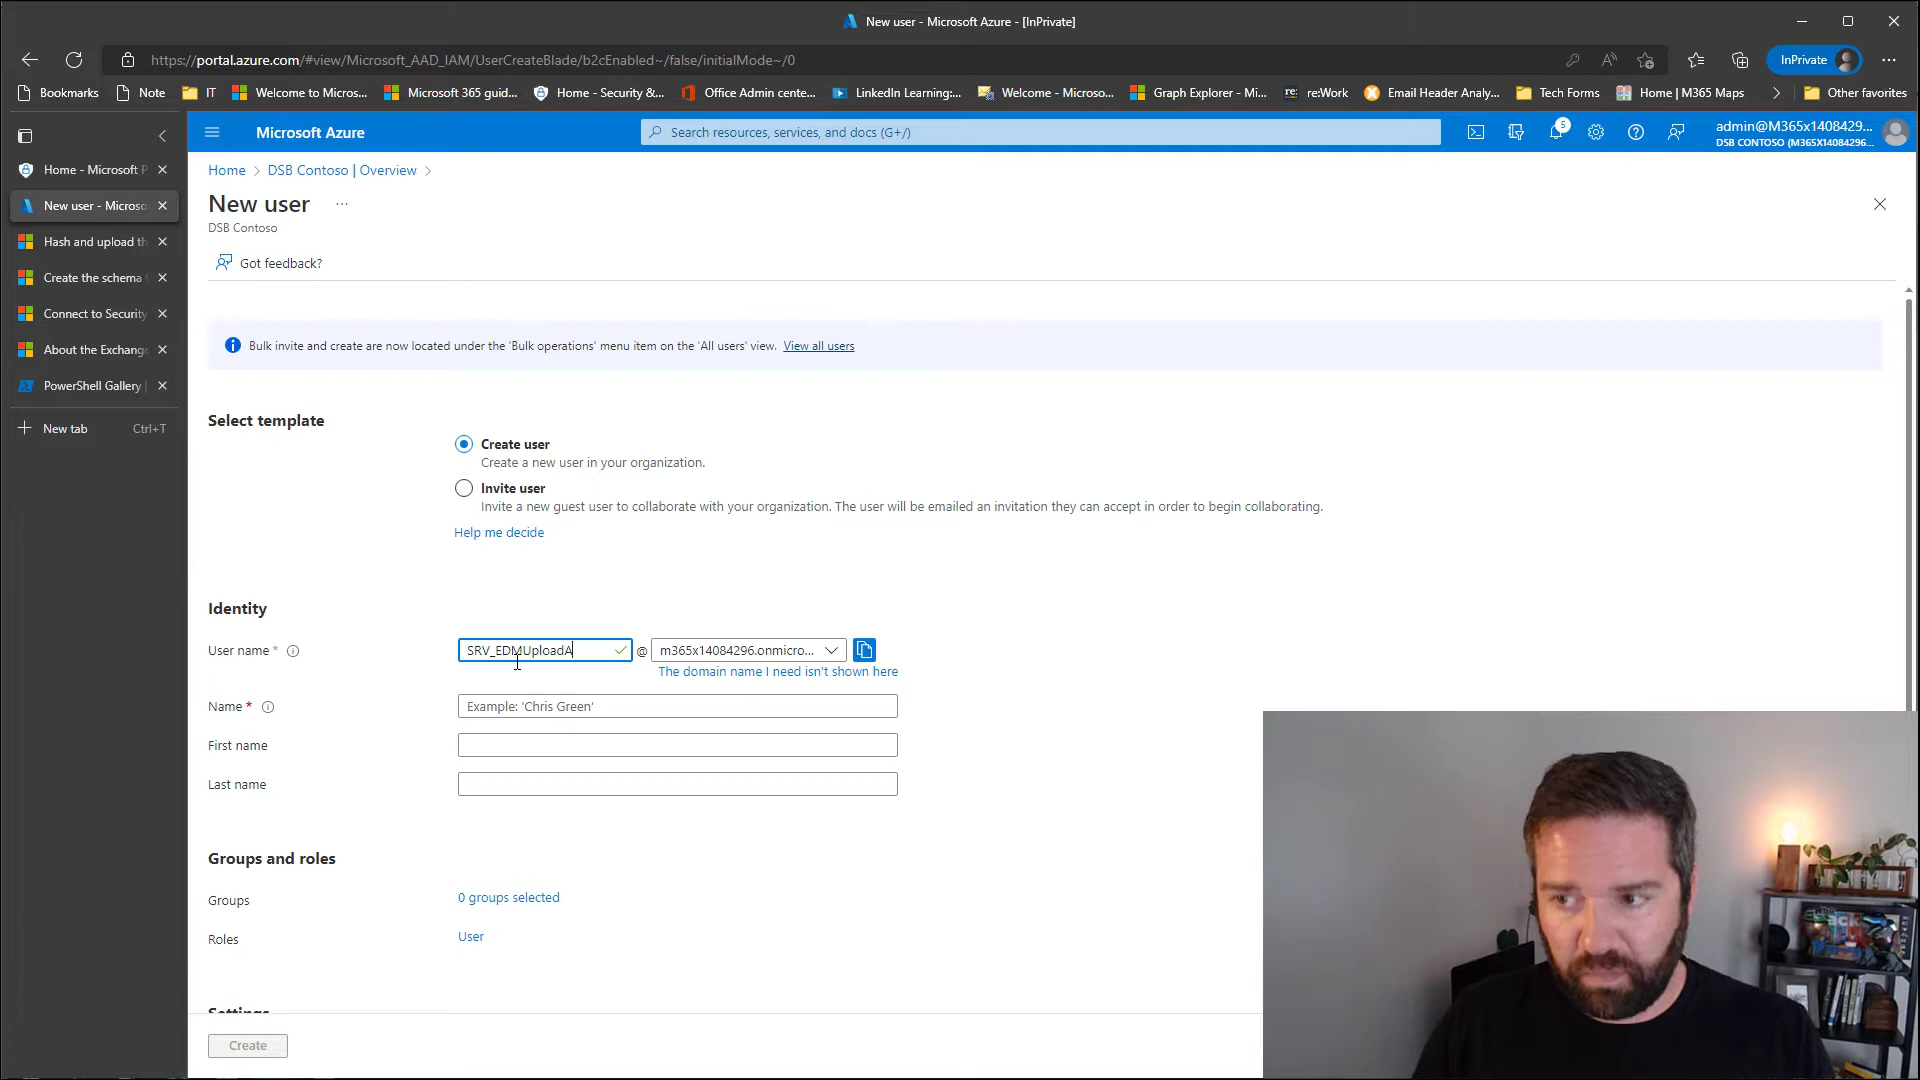 New user - Microsoft Azure - [InPrivate]
https://portal.azure.com/#view/Microsoft_AAD_IAM/UserCreateBlade/b2cEnabled~/false/initialMode~/0
InPrivate
Bookmarks
Note
IT
Welcome to Micros...
Microsoft 365 guid...
Home - Security &...
Office Admin cente...
LinkedIn Learning:...
Welcome - Microso...
Graph Explorer - Mi...
re:Work
Email Header Analy...
Tech Forms
Home | M365 Maps
Other favorites
Home - Microsoft P
New user - Microso
Hash and upload th
Create the schema
Connect to Security
About the Exchang
PowerShell Gallery |
New tab Ctrl+T
Microsoft Azure
Search resources, services, and docs (G+/)
5
admin@M365x1408429...
DSB CONTOSO (M365X14084296....
Home > DSB Contoso | Overview >
New user ...
DSB Contoso
Got feedback?
Bulk invite and create are now located under the 'Bulk operations' menu item on the 'All users' view. View all users
Select template
Create user
Create a new user in your organization.
Invite user
Invite a new guest user to collaborate with your organization. The user will be emailed an invitation they can accept in order to begin collaborating.
Help me decide
Identity
User name *
SRV_EDMUploadA @ m365x14084296.onmicro...
The domain name I need isn't shown here
Name *
Example: 'Chris Green'
First name
Last name
Groups and roles
Groups
0 groups selected
Roles
User
Settings
Create